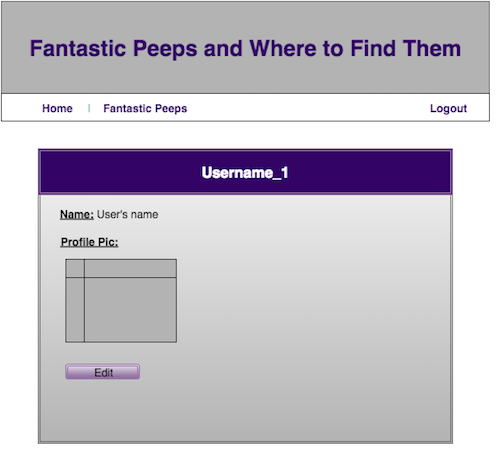 Fantastic Peeps and Where to Find Them
Home | Fantastic Peeps Logout
Username_1
Name: User's name
Profile Pic:
Edit